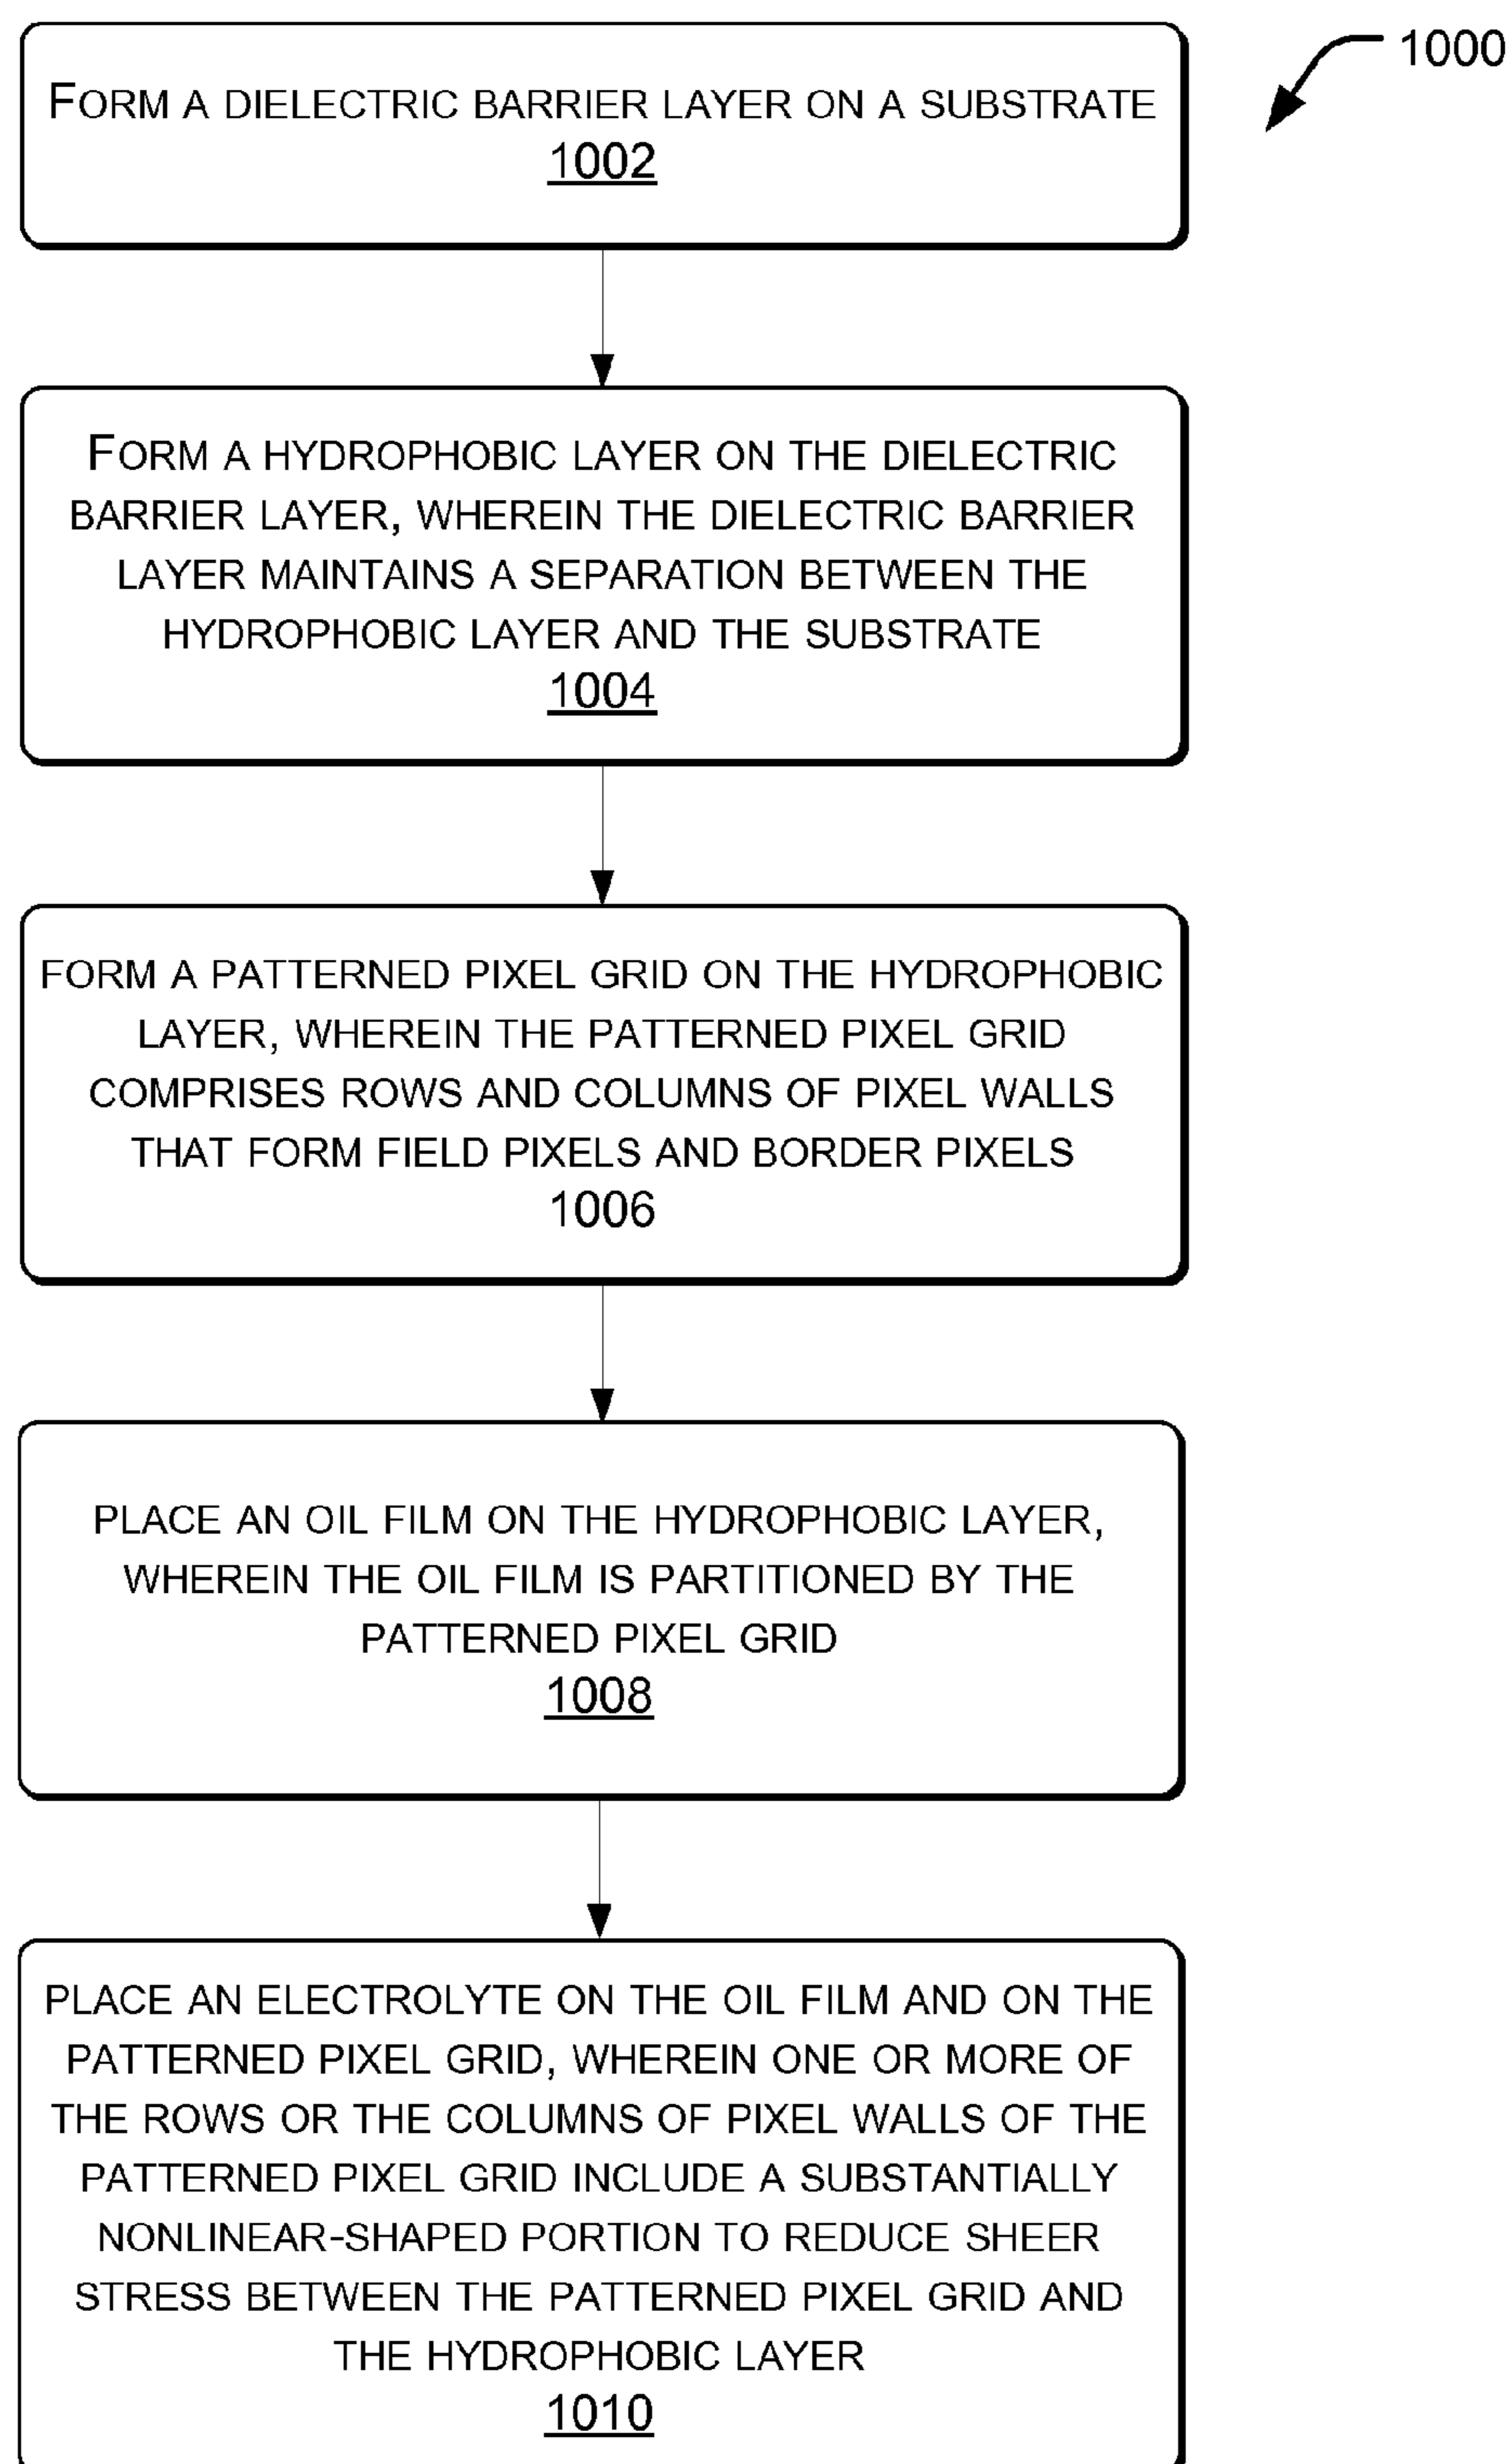 1000
FORM A DIELECTRIC BARRIER LAYER ON A SUBSTRATE
1002
FORM A HYDROPHOBIC LAYER ON THE DIELECTRIC
BARRIER LAYER, WHEREIN THE DIELECTRIC BARRIER
LAYER MAINTAINS A SEPARATION BETWEEN THE
HYDROPHOBIC LAYER AND THE SUBSTRATE
1004
FORM A PATTERNED PIXEL GRID ON THE HYDROPHOBIC
LAYER, WHEREIN THE PATTERNED PIXEL GRID
COMPRISES ROWS AND COLUMNS OF PIXEL WALLS
THAT FORM FIELD PIXELS AND BORDER PIXELS
1006
PLACE AN OIL FILM ON THE HYDROPHOBIC LAYER,
WHEREIN THE OIL FILM IS PARTITIONED BY THE
PATTERNED PIXEL GRID
1008
PLACE AN ELECTROLYTE ON THE OIL FILM AND ON THE
PATTERNED PIXEL GRID, WHEREIN ONE OR MORE OF
THE ROWS OR THE COLUMNS OF PIXEL WALLS OF THE
PATTERNED PIXEL GRID INCLUDE A SUBSTANTIALLY
NONLINEAR-SHAPED PORTION TO REDUCE SHEER
STRESS BETWEEN THE PATTERNED PIXEL GRID AND
THE HYDROPHOBIC LAYER
1010